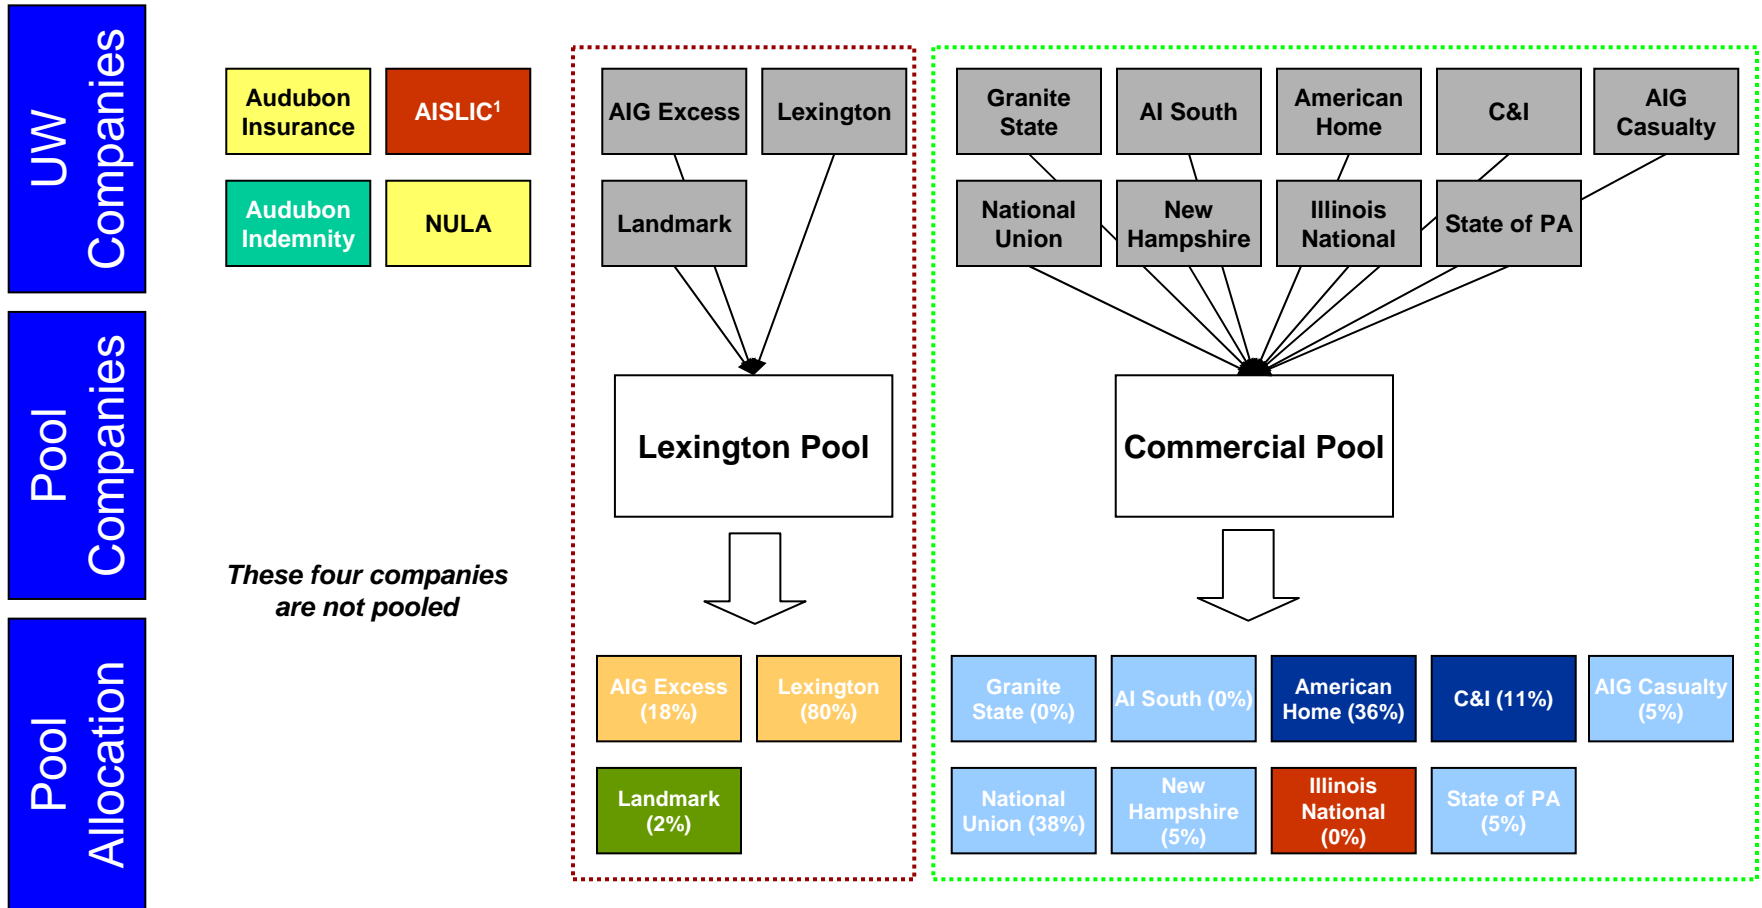 UW
Companies
Audubon
Insurance
AISLIC¹
Audubon
Indemnity
NULA
AIG Excess
Lexington
Landmark
Granite
State
AI South
American
Home
C&I
AIG
Casualty
National
Union
New
Hampshire
Illinois
National
State of PA
Pool
Companies
Lexington Pool
Commercial Pool
These four companies
are not pooled
Pool
Allocation
AIG Excess
(18%)
Lexington
(80%)
Landmark
(2%)
Granite
State (0%)
AI South (0%)
American
Home (36%)
C&I (11%)
AIG Casualty
(5%)
National
Union (38%)
New
Hampshire
(5%)
Illinois
National
(0%)
State of PA
(5%)